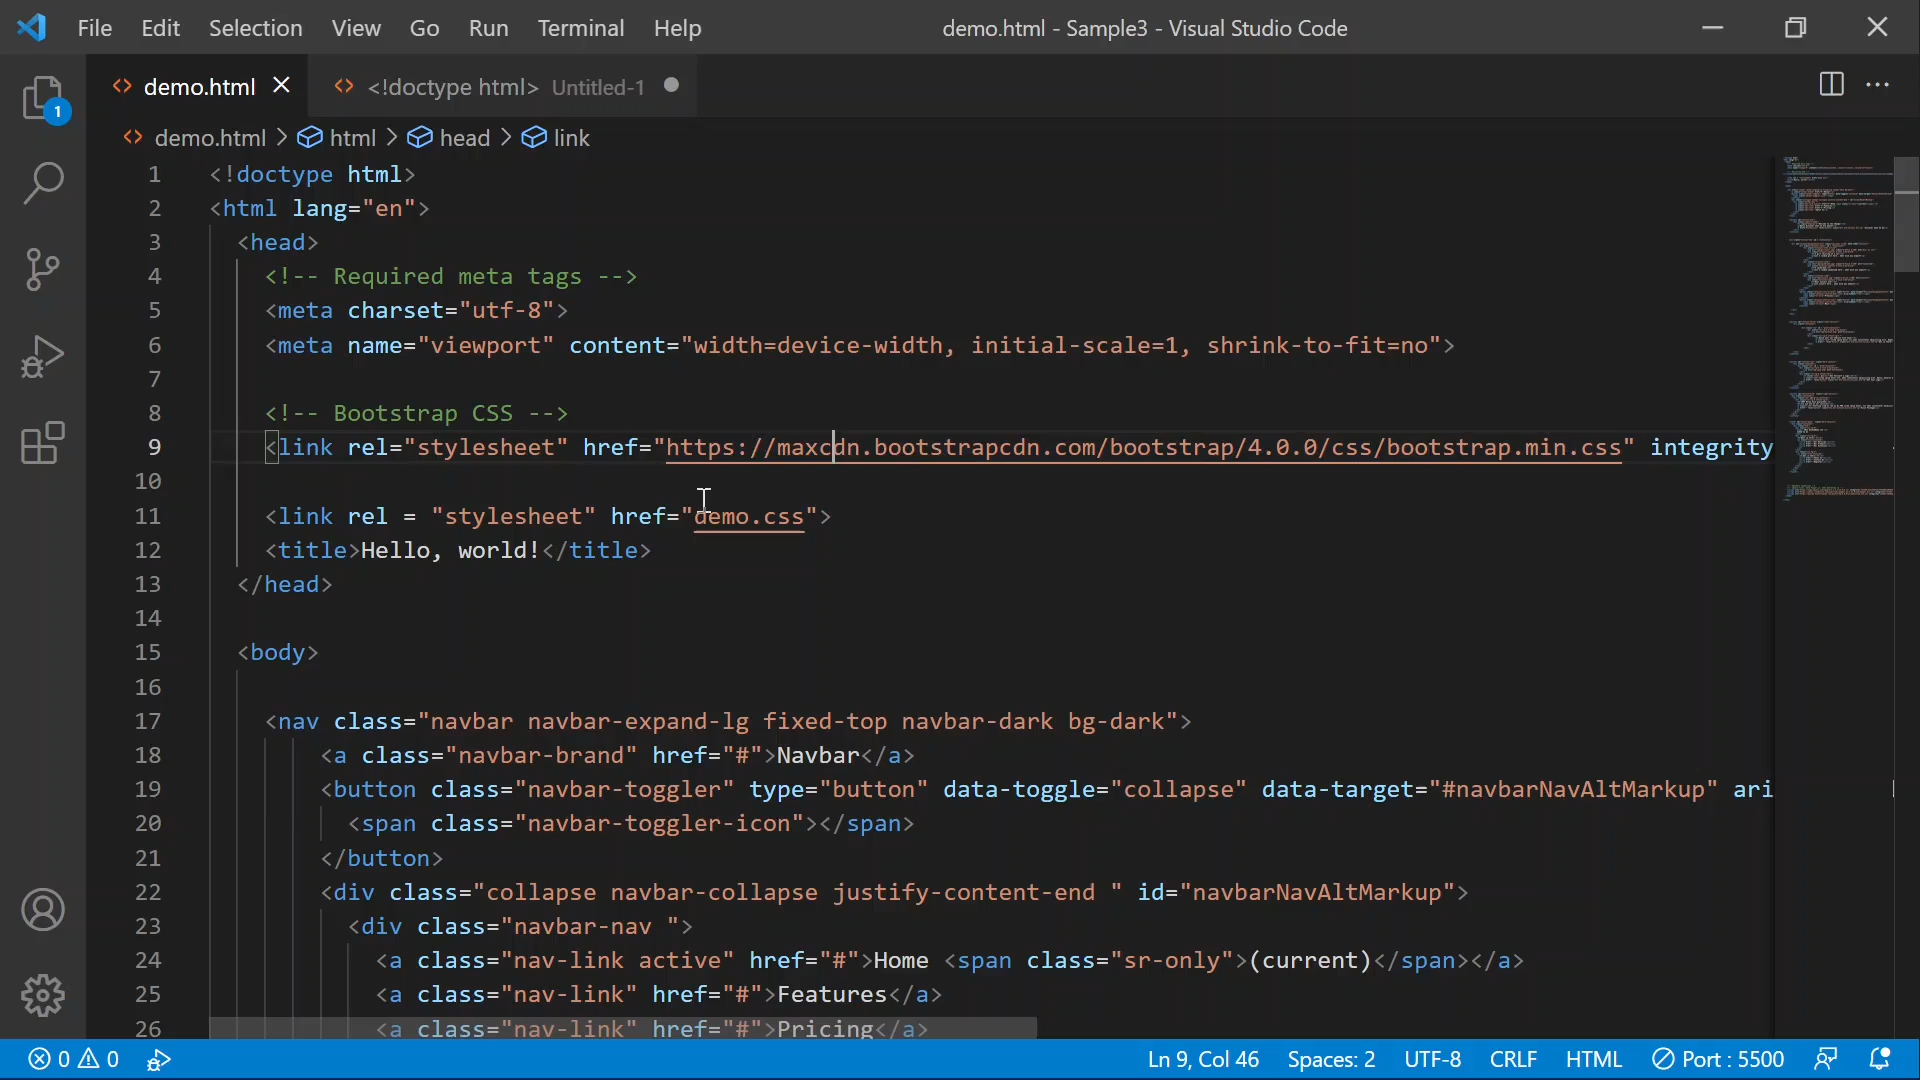 File Edit Selection View Go Run Terminal Help demo.html - Sample3 - Visual Studio Code
demo.html <!doctype html> Untitled-1
1
demo.html > html > head > link
1 <!doctype html>
2 <html lang="en">
3 <head>
4 <!-- Required meta tags -->
5 <meta charset="utf-8">
6 <meta name="viewport" content="width=device-width, initial-scale=1, shrink-to-fit=no">
7
8 <!-- Bootstrap CSS -->
9 <link rel="stylesheet" href="https://maxcdn.bootstrapcdn.com/bootstrap/4.0.0/css/bootstrap.min.css" integrity
10
11 <link rel = "stylesheet" href="demo.css">
12 <title>Hello, world!</title>
13 </head>
14
15 <body>
16
17 <nav class="navbar navbar-expand-lg fixed-top navbar-dark bg-dark">
18 <a class="navbar-brand" href="#">Navbar</a>
19 <button class="navbar-toggler" type="button" data-toggle="collapse" data-target="#navbarNavAltMarkup" ari
20 <span class="navbar-toggler-icon"></span>
21 </button>
22 <div class="collapse navbar-collapse justify-content-end " id="navbarNavAltMarkup">
23 <div class="navbar-nav ">
24 <a class="nav-link active" href="#">Home <span class="sr-only">(current)</span></a>
25 <a class="nav-link" href="#">Features</a>
26 <a class="nav-link" href="#">Pricing</a>
0 0 Ln 9, Col 46 Spaces: 2 UTF-8 CRLF HTML Port : 5500